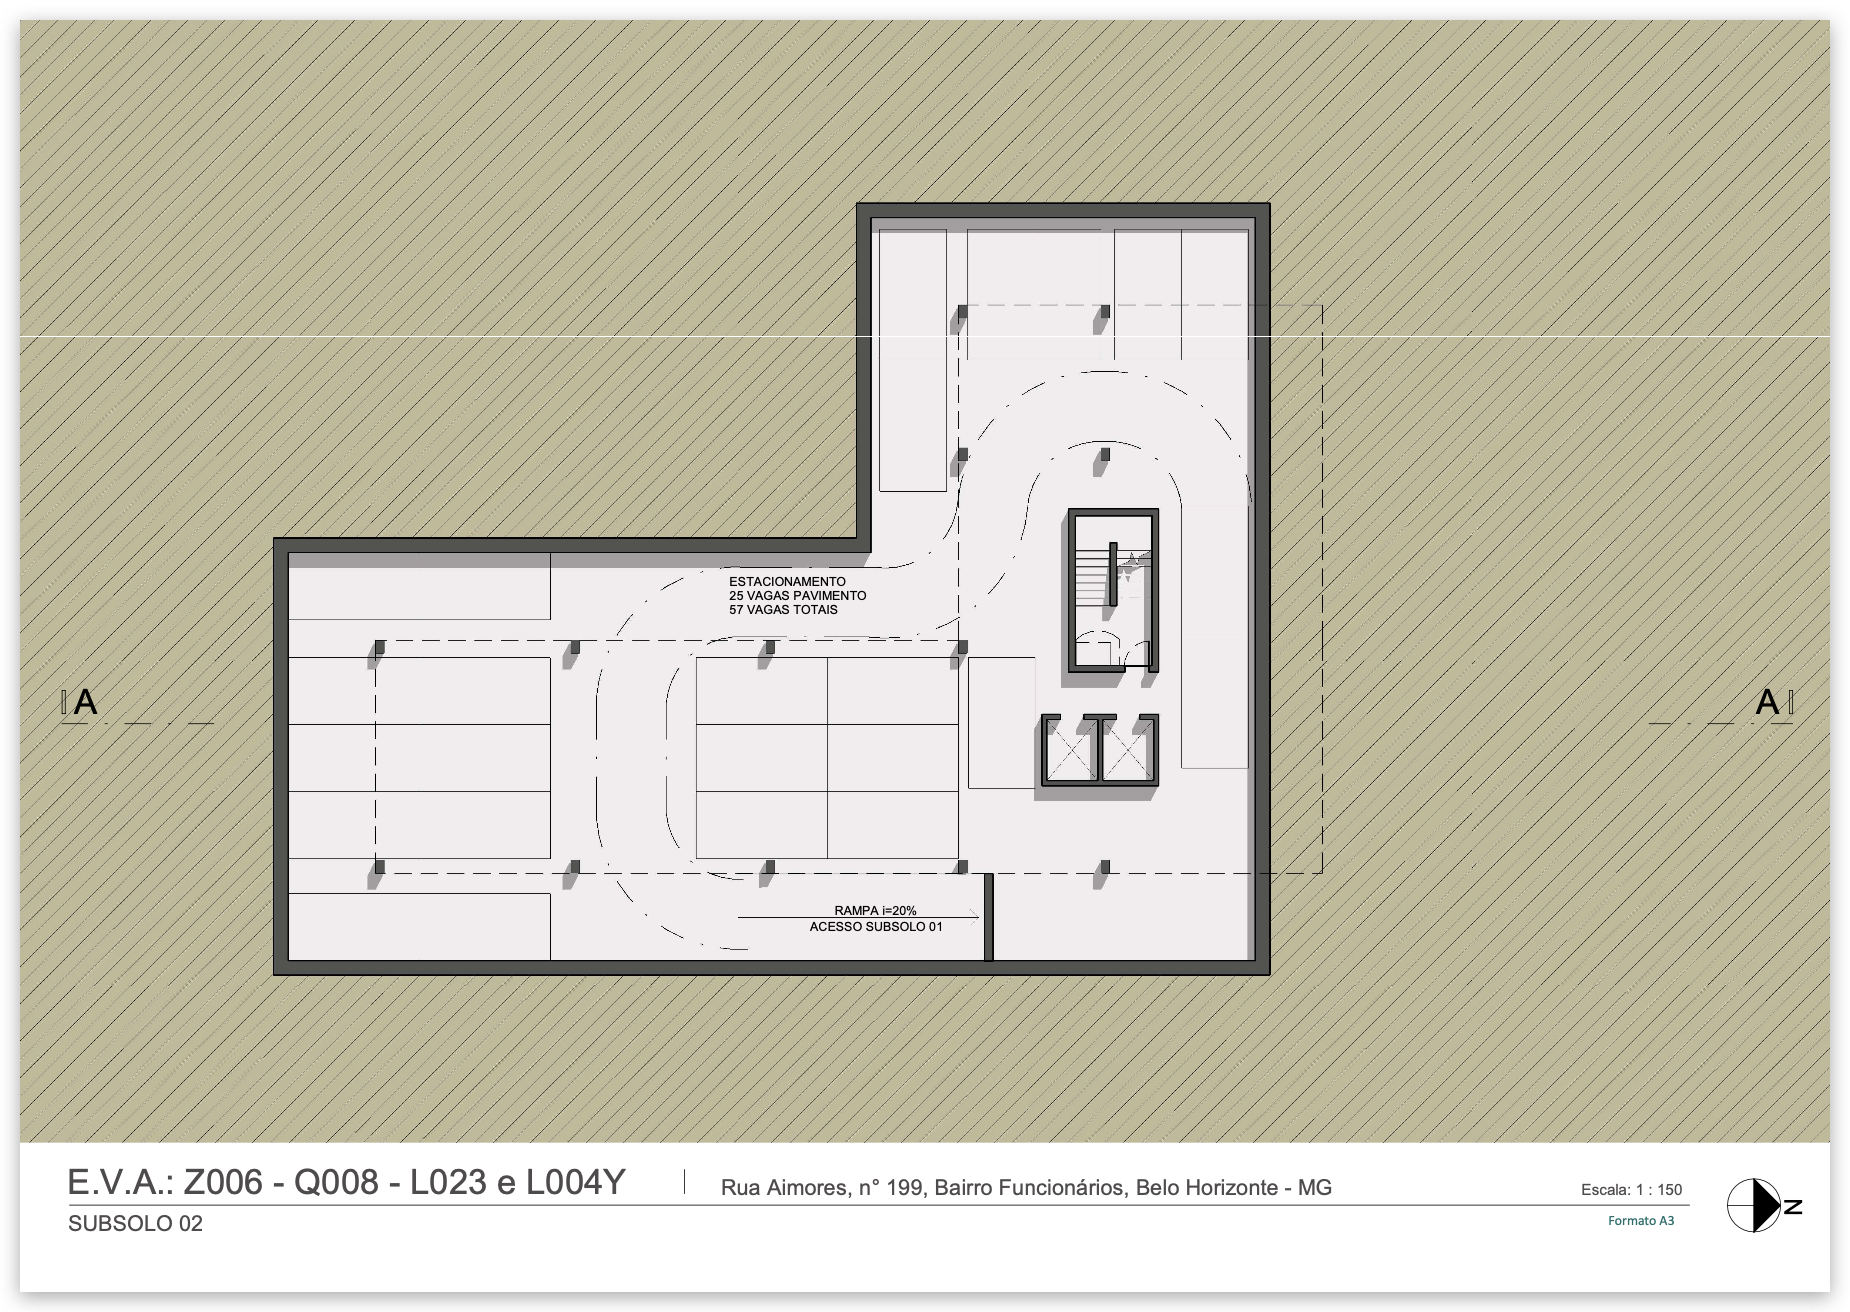 ESTACIONAMENTO
25 VAGAS PAVIMENTO
57 VAGAS TOTAIS
A
A
RAMPA i=20%
ACESSO SUBSOLO 01
E.V.A.: Z006 - Q008 - L023 e L004Y
Rua Aimores, n° 199, Bairro Funcionários, Belo Horizonte - MG
Escala: 1 : 150
N
SUBSOLO 02
Formato A3